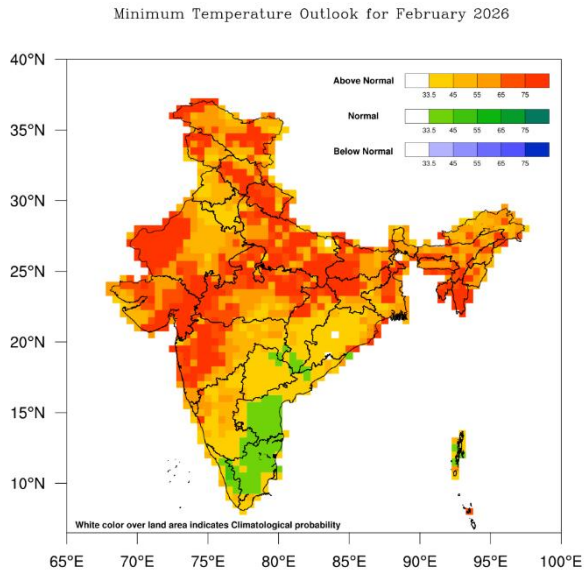 Minimum Temperature Outlook for February 2026
40°N
35°N
30°N
25°N
20°N
15°N
10°N
Above Normal
33.5 45 55 65 75
Normal
33.5 45 55 65 75
Below Normal
33.5 45 55 65 75
White color over land area indicates Climatological probability
65°E 70°E 75°E 80°E 85°E 90°E 95°E 100°E